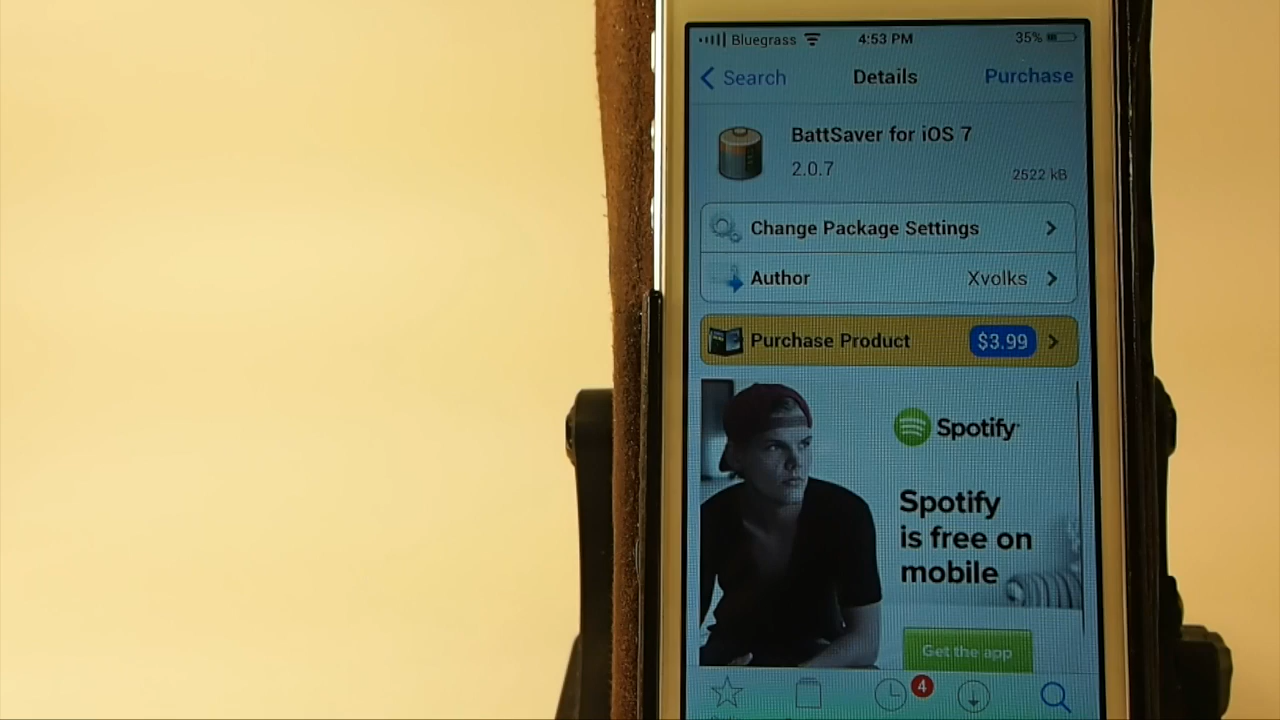 Bluegrass 4:53 PM 35%
Search Details Purchase
BattSaver for iOS 7
2.0.7
2522 kB
Change Package Settings
Author Xvolks
Purchase Product $3.99
Spotify
Spotify
is free on
mobile
Get the app
4